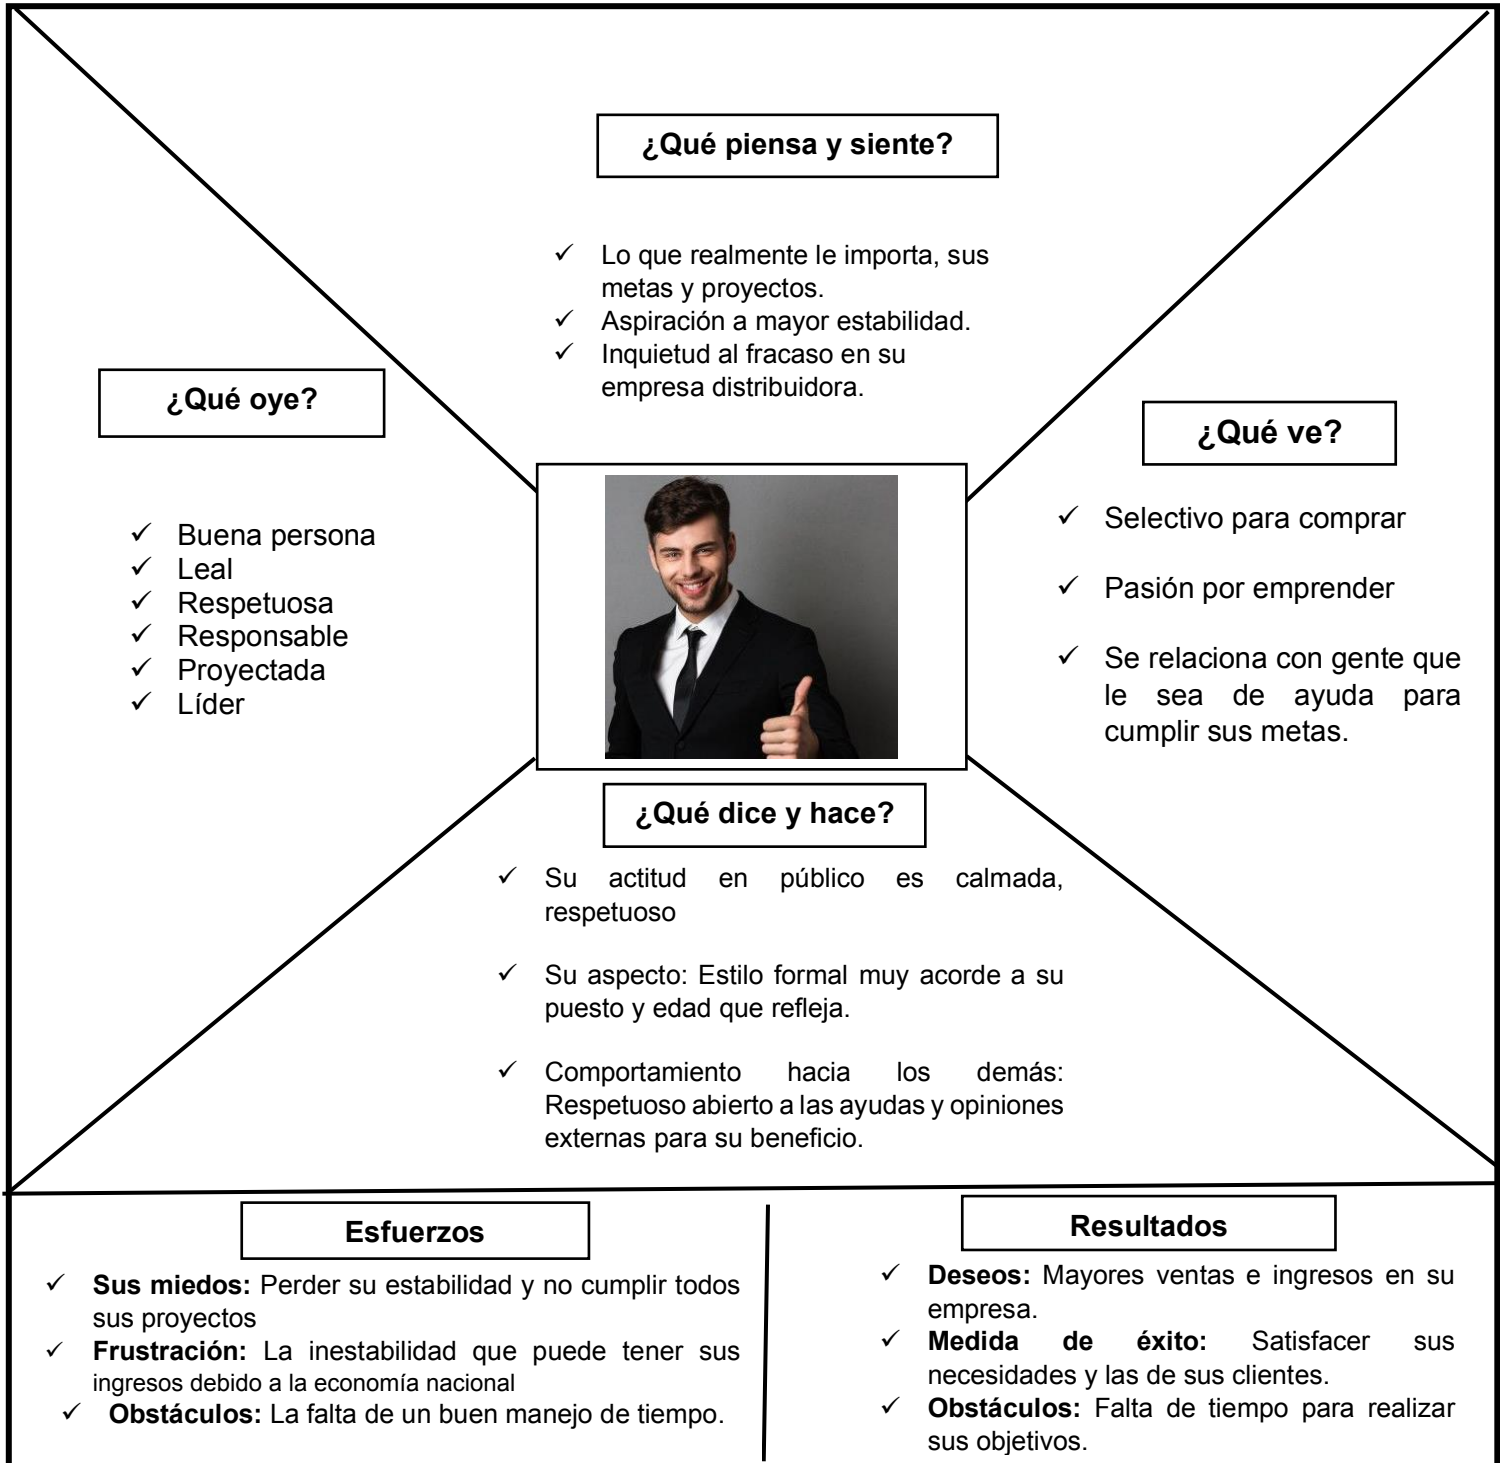 ¿Qué piensa y siente?
✓ Lo que realmente le importa, sus
metas y proyectos.
✓ Aspiración a mayor estabilidad.
✓ Inquietud al fracaso en su
empresa distribuidora.
¿Qué oye?
✓ Buena persona
✓ Leal
✓ Respetuosa
✓ Responsable
✓ Proyectada
✓ Líder
¿Qué ve?
✓ Selectivo para comprar
✓ Pasión por emprender
✓ Se relaciona con gente que
le sea de ayuda para
cumplir sus metas.
¿Qué dice y hace?
✓ Su actitud en público es calmada,
respetuoso
✓ Su aspecto: Estilo formal muy acorde a su
puesto y edad que refleja.
✓ Comportamiento hacia los demás:
Respetuoso abierto a las ayudas y opiniones
externas para su beneficio.
Esfuerzos
✓ Sus miedos: Perder su estabilidad y no cumplir todos
sus proyectos
✓ Frustración: La inestabilidad que puede tener sus
ingresos debido a la economía nacional
✓ Obstáculos: La falta de un buen manejo de tiempo.
Resultados
✓ Deseos: Mayores ventas e ingresos en su
empresa.
✓ Medida de éxito: Satisfacer sus
necesidades y las de sus clientes.
✓ Obstáculos: Falta de tiempo para realizar
sus objetivos.